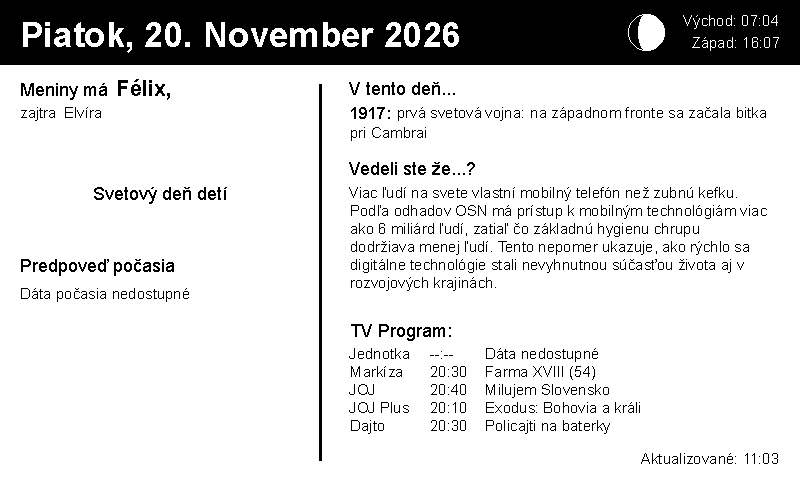 Piatok, 20. November 2026
Východ: 07:04
Západ: 16:07
Meniny má Félix,
zajtra Elvíra
Svetový deň detí
Predpoveď počasia
Dáta počasia nedostupné
V tento deň...
1917: prvá svetová vojna: na západnom fronte sa začala bitka
pri Cambrai
Vedeli ste že...?
Viac ľudí na svete vlastní mobilný telefón než zubnú kefku.
Podľa odhadov OSN má prístup k mobilným technológiám viac
ako 6 miliárd ľudí, zatiaľ čo základnú hygienu chrupu
dodržiava menej ľudí. Tento nepomer ukazuje, ako rýchlo sa
digitálne technológie stali nevyhnutnou súčasťou života aj v
rozvojových krajinách.
TV Program:
Jednotka --:-- Dáta nedostupné
Markíza 20:30 Farma XVIII (54)
JOJ 20:40 Milujem Slovensko
JOJ Plus 20:10 Exodus: Bohovia a králi
Dajto 20:30 Policajti na baterky
Aktualizované: 11:03